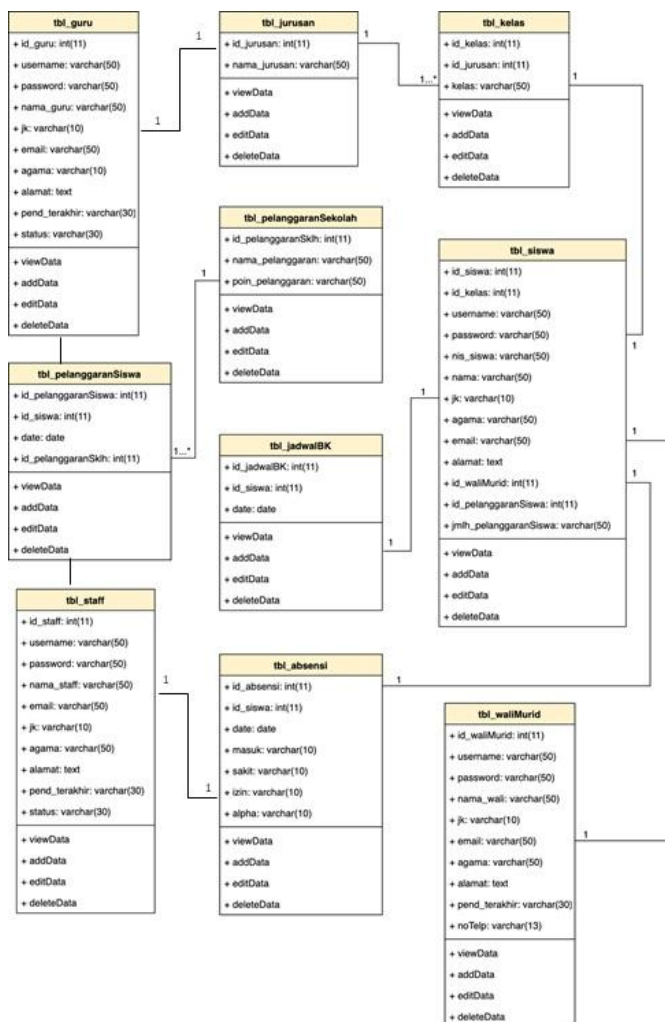 tbl_guru
+ id_guru: int(11)
+ username: varchar(50)
+ password: varchar(50)
+ nama_guru: varchar(50)
+ jk: varchar(10)
+ email: varchar(50)
+ agama: varchar(10)
+ alamat: text
+ pend_terakhir: varchar(30)
+ status: varchar(30)
+ viewData
+ addData
+ editData
+ deleteData
1
1
tbl_jurusan
+ id_jurusan: int(11)
+ nama_jurusan: varchar(50)
+ viewData
+ addData
+ editData
+ deleteData
1
1...*
tbl_kelas
+ id_kelas: int(11)
+ id_jurusan: int(11)
+ kelas: varchar(50)
+ viewData
+ addData
+ editData
+ deleteData
1
tbl_pelanggaranSekolah
+ id_pelanggaranSklh: int(11)
+ nama_pelanggaran: varchar(50)
+ poin_pelanggaran: varchar(50)
+ viewData
+ addData
+ editData
+ deleteData
1
tbl_siswa
+ id_siswa: int(11)
+ id_kelas: int(11)
+ username: varchar(50)
+ password: varchar(50)
+ nis_siswa: varchar(50)
+ nama: varchar(50)
+ jk: varchar(10)
+ agama: varchar(50)
+ email: varchar(50)
+ alamat: text
+ id_waliMurid: int(11)
+ id_pelanggaranSiswa: int(11)
+ jmlh_pelanggaranSiswa: varchar(50)
+ viewData
+ addData
+ editData
+ deleteData
1
1
1
1
tbl_pelanggaranSiswa
+ id_pelanggaranSiswa: int(11)
+ id_siswa: int(11)
+ date: date
+ id_pelanggaranSklh: int(11)
+ viewData
+ addData
+ editData
+ deleteData
1...*
tbl_jadwalBK
+ id_jadwalBK: int(11)
+ id_siswa: int(11)
+ date: date
+ viewData
+ addData
+ editData
+ deleteData
1
tbl_staff
+ id_staff: int(11)
+ username: varchar(50)
+ password: varchar(50)
+ nama_staff: varchar(50)
+ email: varchar(50)
+ jk: varchar(10)
+ agama: varchar(50)
+ alamat: text
+ pend_terakhir: varchar(30)
+ status: varchar(30)
+ viewData
+ addData
+ editData
+ deleteData
1
1
tbl_absensi
+ id_absensi: int(11)
+ id_siswa: int(11)
+ date: date
+ masuk: varchar(10)
+ sakit: varchar(10)
+ izin: varchar(10)
+ alpha: varchar(10)
+ viewData
+ addData
+ editData
+ deleteData
1
tbl_waliMurid
+ id_waliMurid: int(11)
+ username: varchar(50)
+ password: varchar(50)
+ nama_wali: varchar(50)
+ jk: varchar(10)
+ email: varchar(50)
+ agama: varchar(50)
+ alamat: text
+ pend_terakhir: varchar(30)
+ noTelp: varchar(13)
+ viewData
+ addData
+ editData
+ deleteData
1